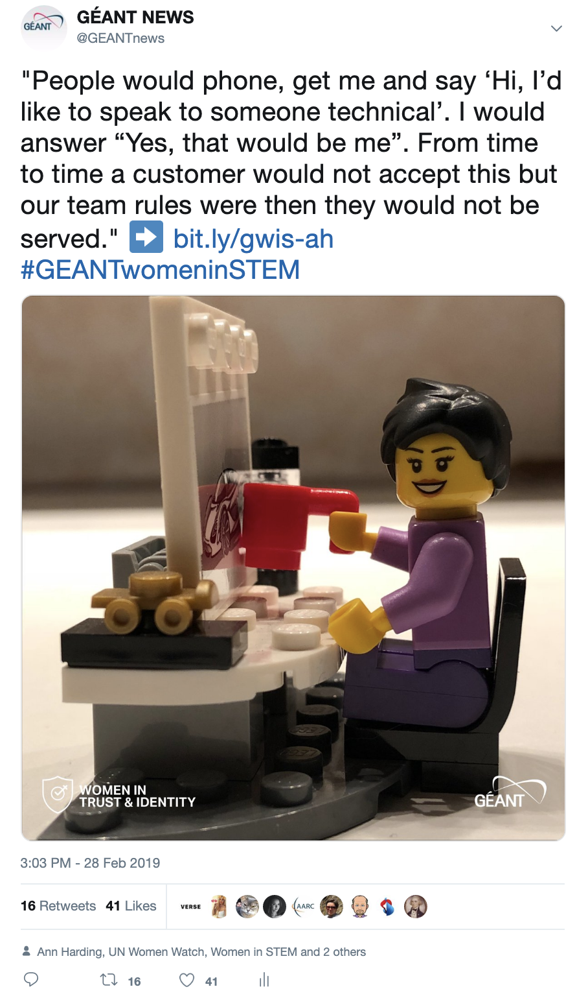 GÉANT
GÉANT NEWS
@GEANTnews
"People would phone, get me and say ‘Hi, I’d
like to speak to someone technical’. I would
answer “Yes, that would be me”. From time
to time a customer would not accept this but
our team rules were then they would not be
served." ➡ bit.ly/gwis-ah
#GEANTwomeninSTEM
WOMEN IN
TRUST & IDENTITY
GÉANT
3:03 PM - 28 Feb 2019
16 Retweets 41 Likes
VERSE
AARC
Ann Harding, UN Women Watch, Women in STEM and 2 others
16 41